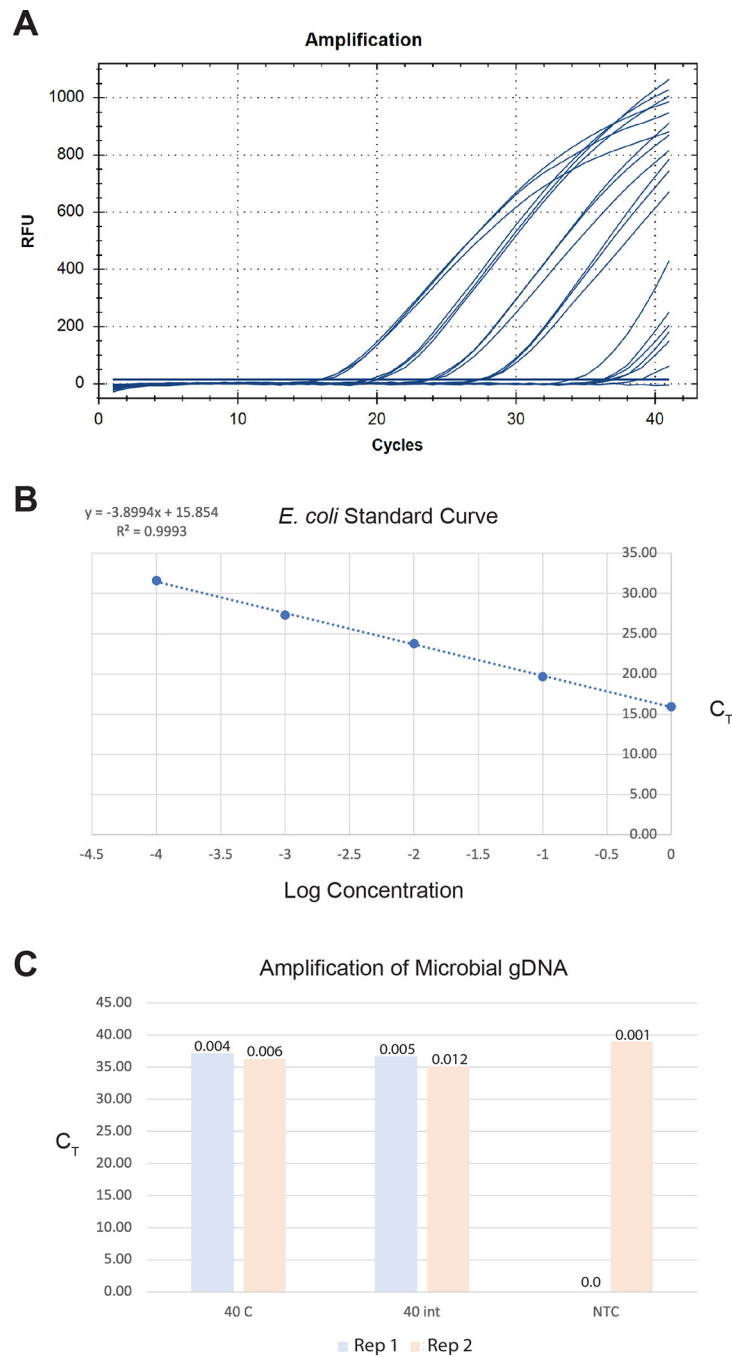 A
Amplification
1000
800
600
400
200
0
RFU
0 10 20 30 40
Cycles
B
y = -3.8994x + 15.854
R² = 0.9993
E. coli Standard Curve
35.00
30.00
25.00
20.00
15.00
10.00
5.00
0.00
C_T
-4.5 -4 -3.5 -3 -2.5 -2 -1.5 -1 -0.5 0
Log Concentration
C
Amplification of Microbial gDNA
45.00
40.00
35.00
30.00
25.00
20.00
15.00
10.00
5.00
0.00
C_T
0.004 0.006 0.005 0.012 0.0 0.001
40 C 40 int NTC
Rep 1 Rep 2